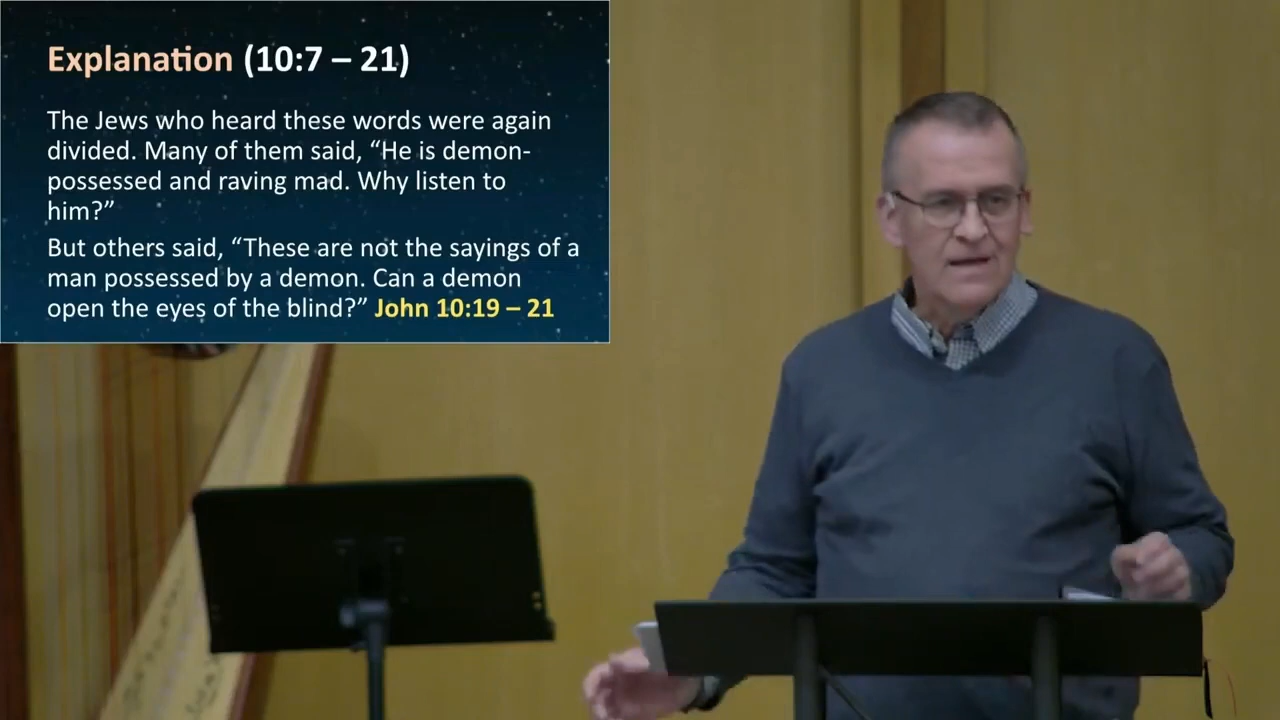 Explanation (10:7 – 21)
The Jews who heard these words were again
divided. Many of them said, “He is demon-
possessed and raving mad. Why listen to
him?”
But others said, “These are not the sayings of a
man possessed by a demon. Can a demon
open the eyes of the blind?” John 10:19 – 21